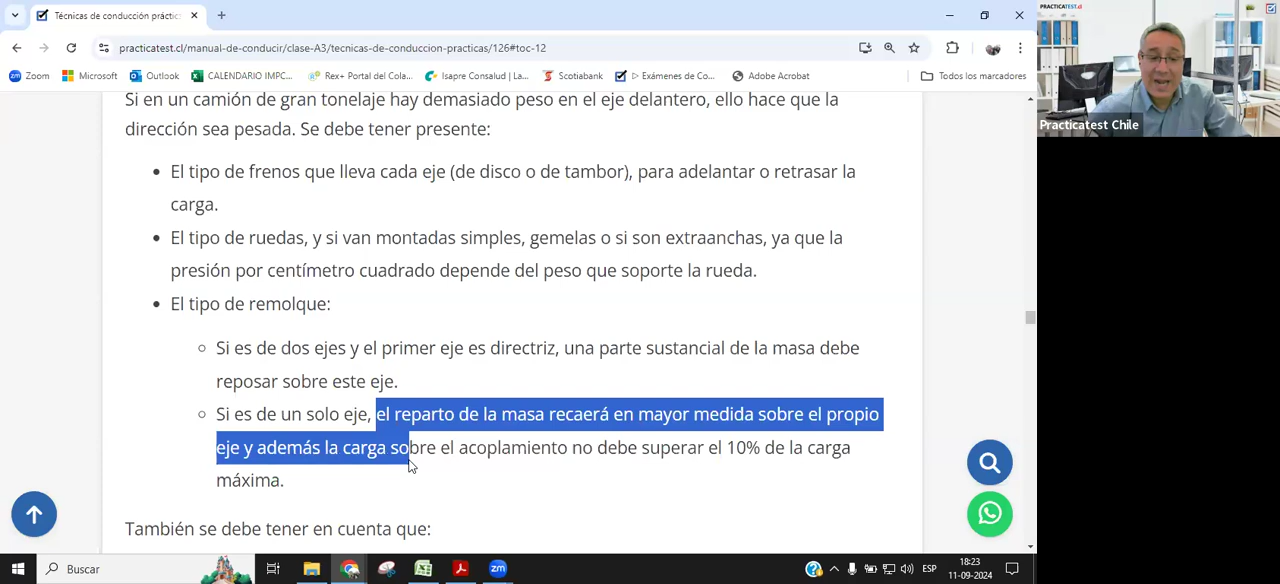 Técnicas de conducción práctic
practicatest.cl/manual-de-conducir/clase-A3/tecnicas-de-conduccion-practicas/126#toc-12
Zoom
Microsoft
Outlook
CALENDARIO IMPC...
Rex+ Portal del Cola...
Isapre Consalud | La...
Scotiabank
▷ Exámenes de Co...
Adobe Acrobat
Todos los marcadores
Si en un camión de gran tonelaje hay demasiado peso en el eje delantero, ello hace que la
dirección sea pesada. Se debe tener presente:
• El tipo de frenos que lleva cada eje (de disco o de tambor), para adelantar o retrasar la
carga.
• El tipo de ruedas, y si van montadas simples, gemelas o si son extraanchas, ya que la
presión por centímetro cuadrado depende del peso que soporte la rueda.
• El tipo de remolque:
◦ Si es de dos ejes y el primer eje es directriz, una parte sustancial de la masa debe
reposar sobre este eje.
◦ Si es de un solo eje, el reparto de la masa recaerá en mayor medida sobre el propio
eje y además la carga sobre el acoplamiento no debe superar el 10% de la carga
máxima.
También se debe tener en cuenta que:
PRACTICATEST.cl
Practicatest Chile
Buscar
zm
ESP
18:23
11-09-2024